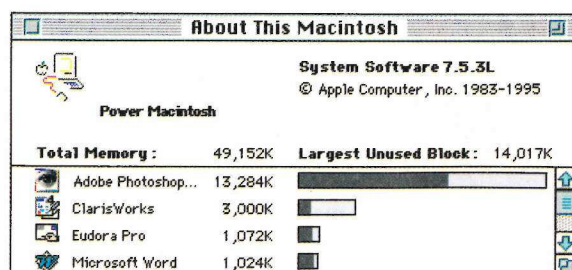 About This Macintosh
System Software 7.5.3L
© Apple Computer, Inc. 1983-1995
Power Macintosh
Total Memory : 49,152K Largest Unused Block: 14,017K
Adobe Photoshop... 13,284K
ClarisWorks 3,000K
Eudora Pro 1,072K
Microsoft Word 1,024K